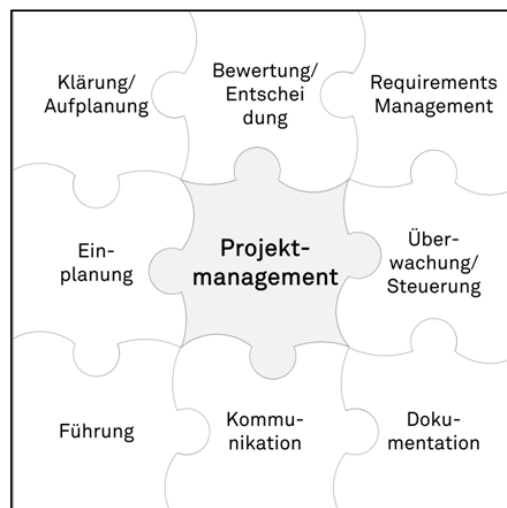 Klärung/
Aufplanung
Bewertung/
Entschei
dung
Requirements
Management
Ein-
planung
Projekt-
management
Über-
wachung/
Steuerung
Führung
Kommu-
nikation
Doku-
mentation